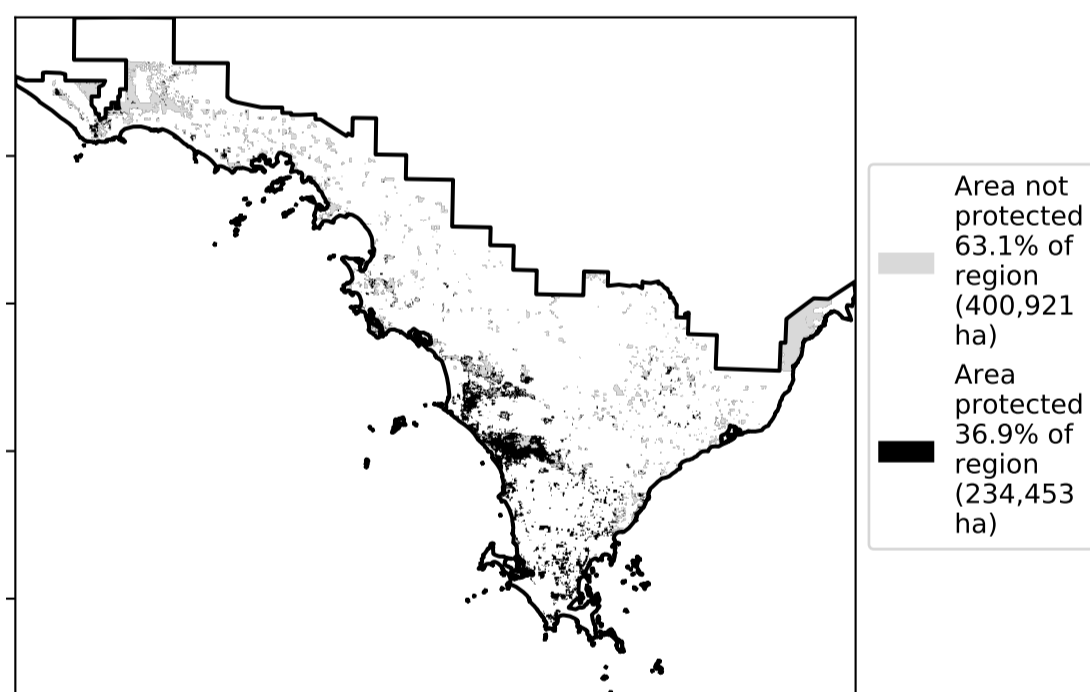 Area not
protected
63.1% of
region
(400,921
ha)
Area
protected
36.9% of
region
(234,453
ha)